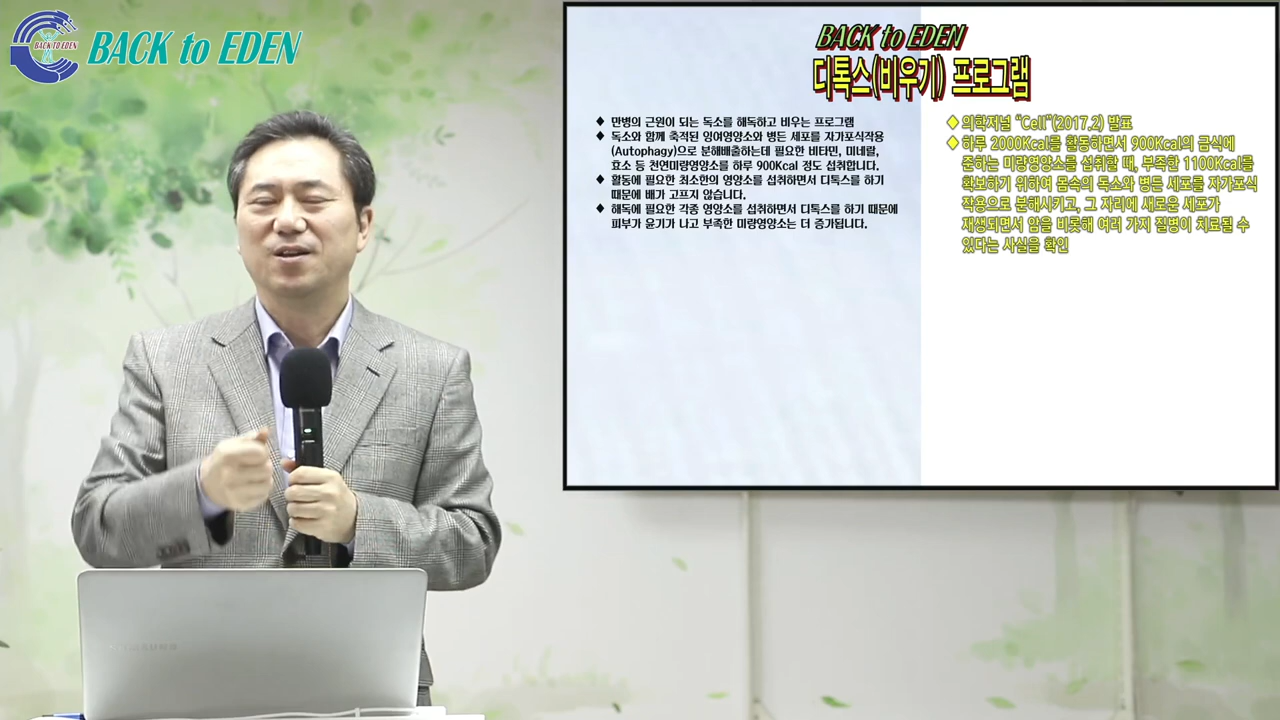 BACK TO EDEN
BACK to EDEN
BACK to EDEN
디톡스(비우기) 프로그램
◆ 만병의 근원이 되는 독소를 해독하고 비우는 프로그램
◆ 독소와 함께 축적된 잉여영양소와 병든 세포를 자가포식작용
(Autophagy)으로 분해배출하는데 필요한 비타민, 미네랄,
효소 등 천연미량영양소를 하루 900Kcal 정도 섭취합니다.
◆ 활동에 필요한 최소한의 영양소를 섭취하면서 디톡스를 하기
때문에 배가 고프지 않습니다.
◆ 해독에 필요한 각종 영양소를 섭취하면서 디톡스를 하기 때문에
피부가 윤기가 나고 부족한 미량영양소는 더 증가됩니다.
◆ 의학저널 “Cell”(2017.2) 발표
◆ 하루 2000Kcal를 활동하면서 900Kcal의 금식에
준하는 미량영양소를 섭취할 때, 부족한 1100Kcal를
확보하기 위하여 몸속의 독소와 병든 세포를 자가포식
작용으로 분해시키고, 그 자리에 새로운 세포가
재생되면서 암을 비롯해 여러 가지 질병이 치료될 수
있다는 사실을 확인
SAMSUNG